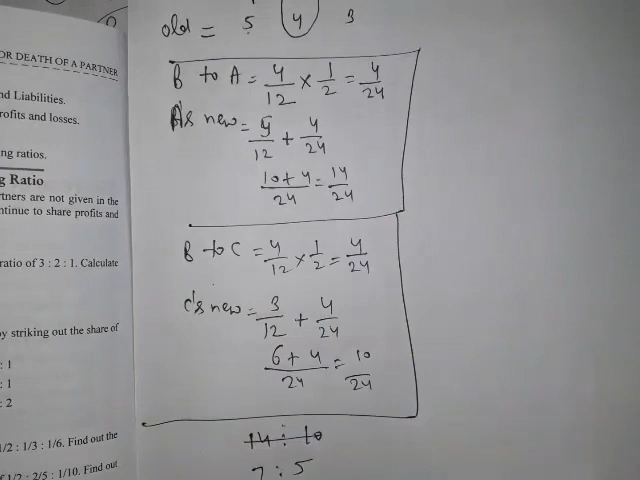 old = 5 4 3
OR DEATH OF A PARTNER
nd Liabilities.
rofits and losses.
ng ratios.
g Ratio
rtners are not given in the
ntinue to share profits and
ratio of 3 : 2 : 1. Calculate
by striking out the share of
: 1
: 1
: 2
1/2 : 1/3 : 1/6. Find out the
1/2 : 2/5 : 1/10. Find out
B to A = 4/12 × 1/2 = 4/24
A's new = 5/12 + 4/24
10+4/24 = 14/24
B to C = 4/12 × 1/2 = 4/24
C's new = 3/12 + 4/24
6+4/24 = 10/24
14 : 10
7 : 5